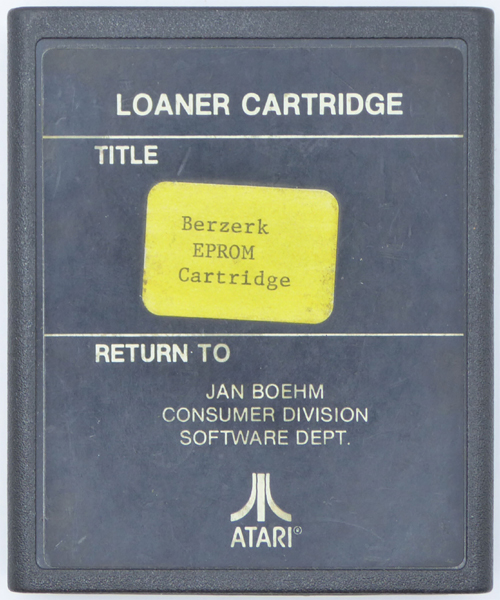 LOANER CARTRIDGE
TITLE
Berzerk
EPROM
Cartridge
RETURN TO
JAN BOEHM
CONSUMER DIVISION
SOFTWARE DEPT.
ATARI®